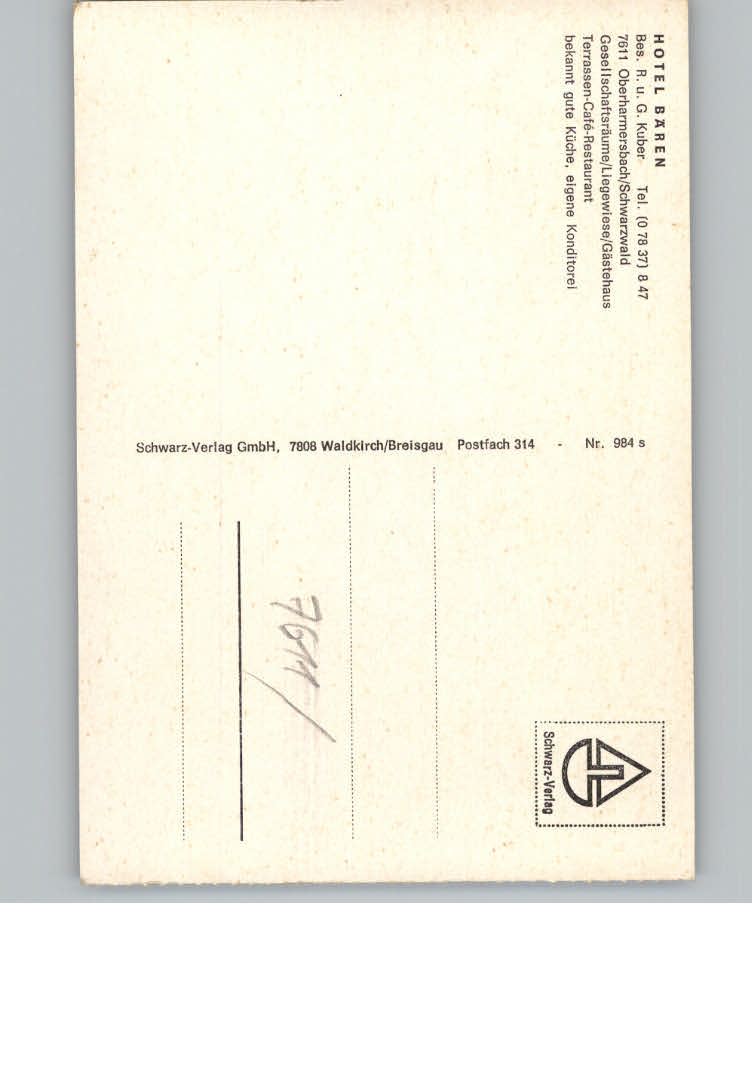 HOTEL BÄREN
Bes. R. u. G. Kuber Tel. (0 78 37) 8 47
7611 Oberharmersbach/Schwarzwald
Gesellschaftsräume/Liegewiese/Gästehaus
Terrassen-Café-Restaurant
bekannt gute Küche, eigene Konditorei
Schwarz-Verlag GmbH, 7808 Waldkirch/Breisgau Postfach 314 - Nr. 984 s
Schwarz-Verlag
7611/